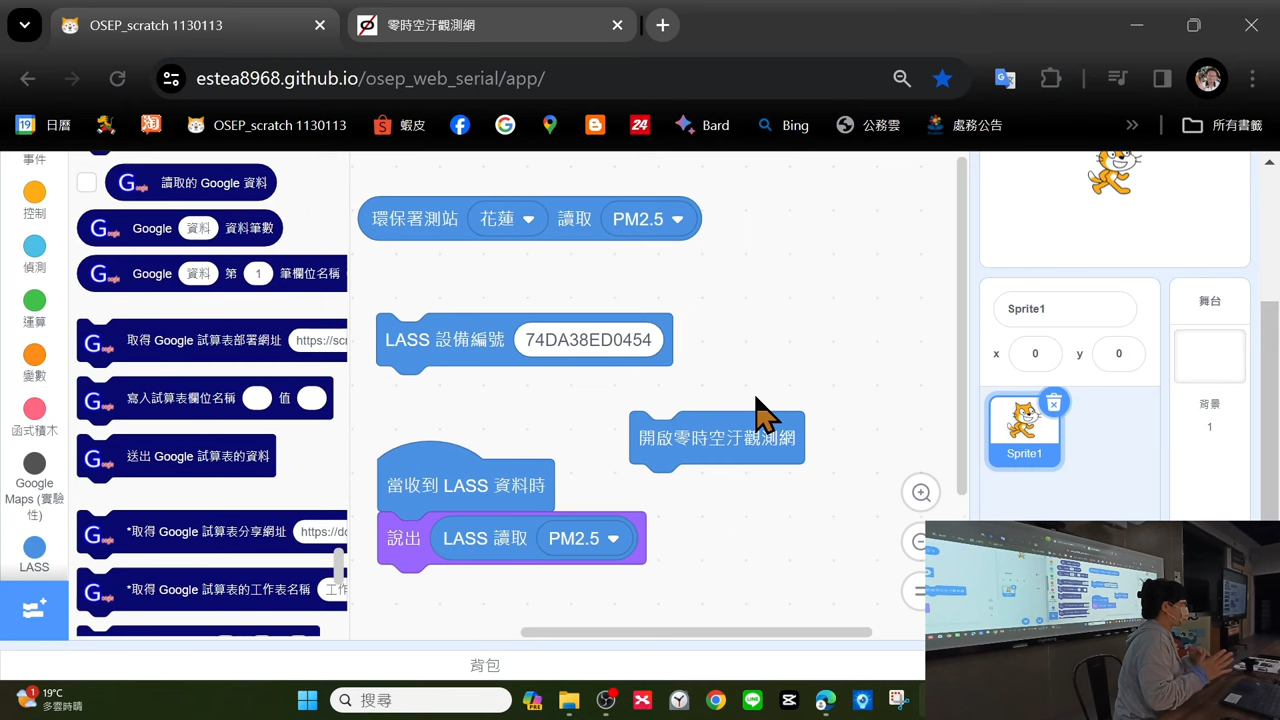 OSEP_scratch 1130113
零時空汙觀測網
estea8968.github.io/osep_web_serial/app/
19 日曆
淘
OSEP_scratch 1130113
蝦皮
24
Bard
Bing
公務雲
處務公告
所有書籤
事件
控制
偵測
運算
變數
函式積木
Google
Maps (實驗
性)
LASS
讀取的 Google 資料
Google 資料 資料筆數
Google 資料 第 1 筆欄位名稱
取得 Google 試算表部署網址 https://scr
寫入試算表欄位名稱 值
送出 Google 試算表的資料
*取得 Google 試算表分享網址 https://do
*取得 Google 試算表的工作表名稱 工作
環保署測站 花蓮 讀取 PM2.5
LASS 設備編號 74DA38ED0454
開啟零時空汙觀測網
當收到 LASS 資料時
說出 LASS 讀取 PM2.5
Sprite1
x 0 y 0
Sprite1
舞台
背景
1
背包
1
19°C
多雲時晴
搜尋
PRE
LINE